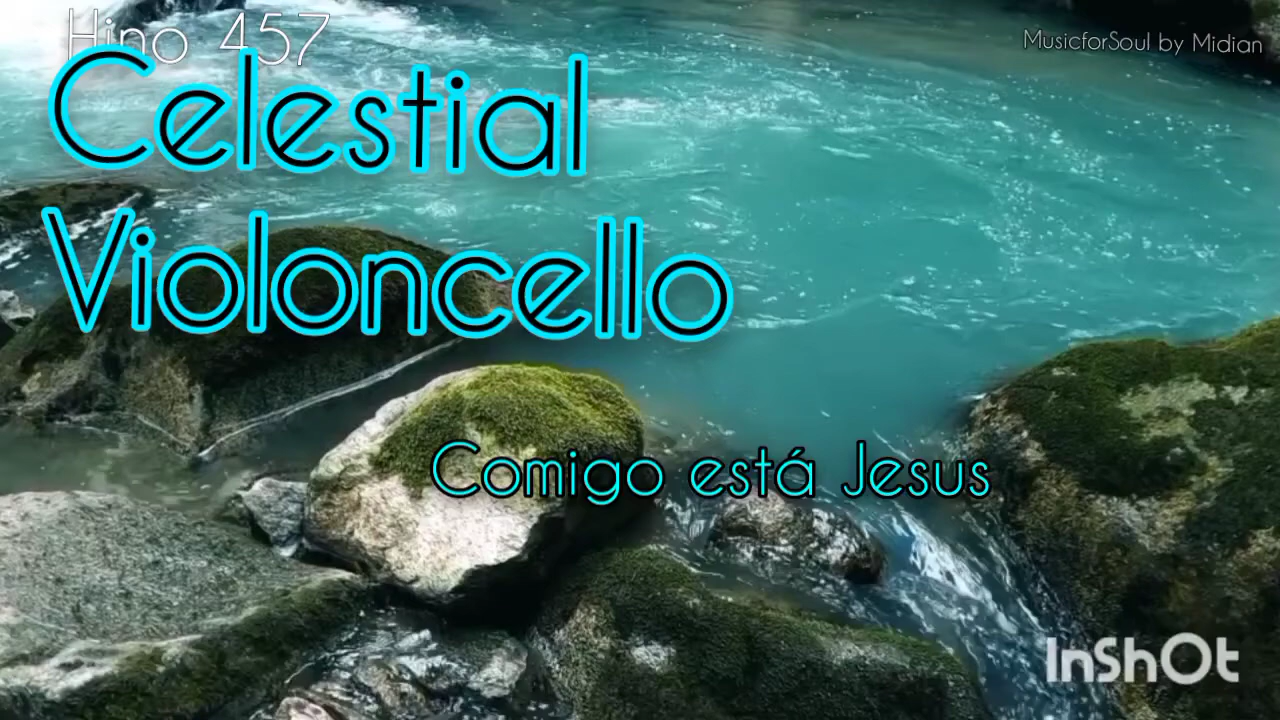 Hino 457
MusicforSoul by Midian
Celestial
Violoncello
Comigo está Jesus
InShOt